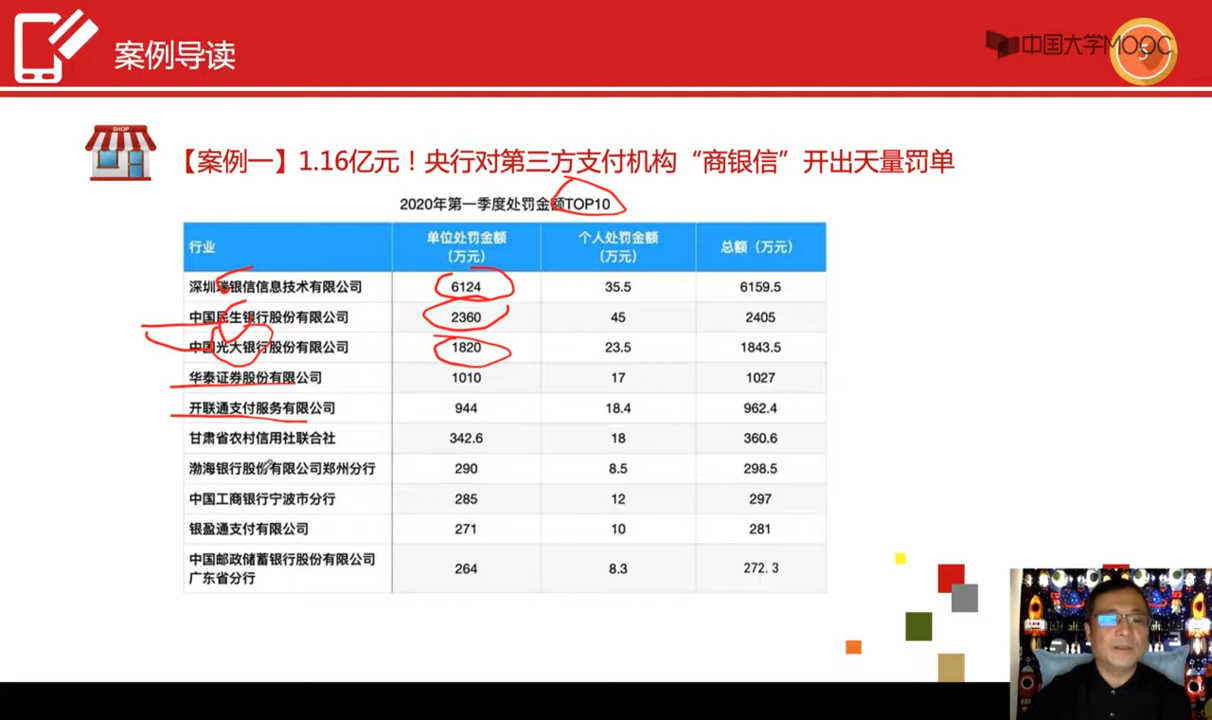 案例导读
中国大学MOOC
5
SHOP
【案例一】1.16亿元！央行对第三方支付机构“商银信”开出天量罚单
2020年第一季度处罚金额TOP10
行业 单位处罚金额（万元） 个人处罚金额（万元） 总额（万元）
深圳瑞银信信息技术有限公司 6124 35.5 6159.5
中国民生银行股份有限公司 2360 45 2405
中国光大银行股份有限公司 1820 23.5 1843.5
华泰证券股份有限公司 1010 17 1027
开联通支付服务有限公司 944 18.4 962.4
甘肃省农村信用社联合社 342.6 18 360.6
渤海银行股份有限公司郑州分行 290 8.5 298.5
中国工商银行宁波市分行 285 12 297
银盈通支付有限公司 271 10 281
中国邮政储蓄银行股份有限公司
广东省分行 264 8.3 272.3